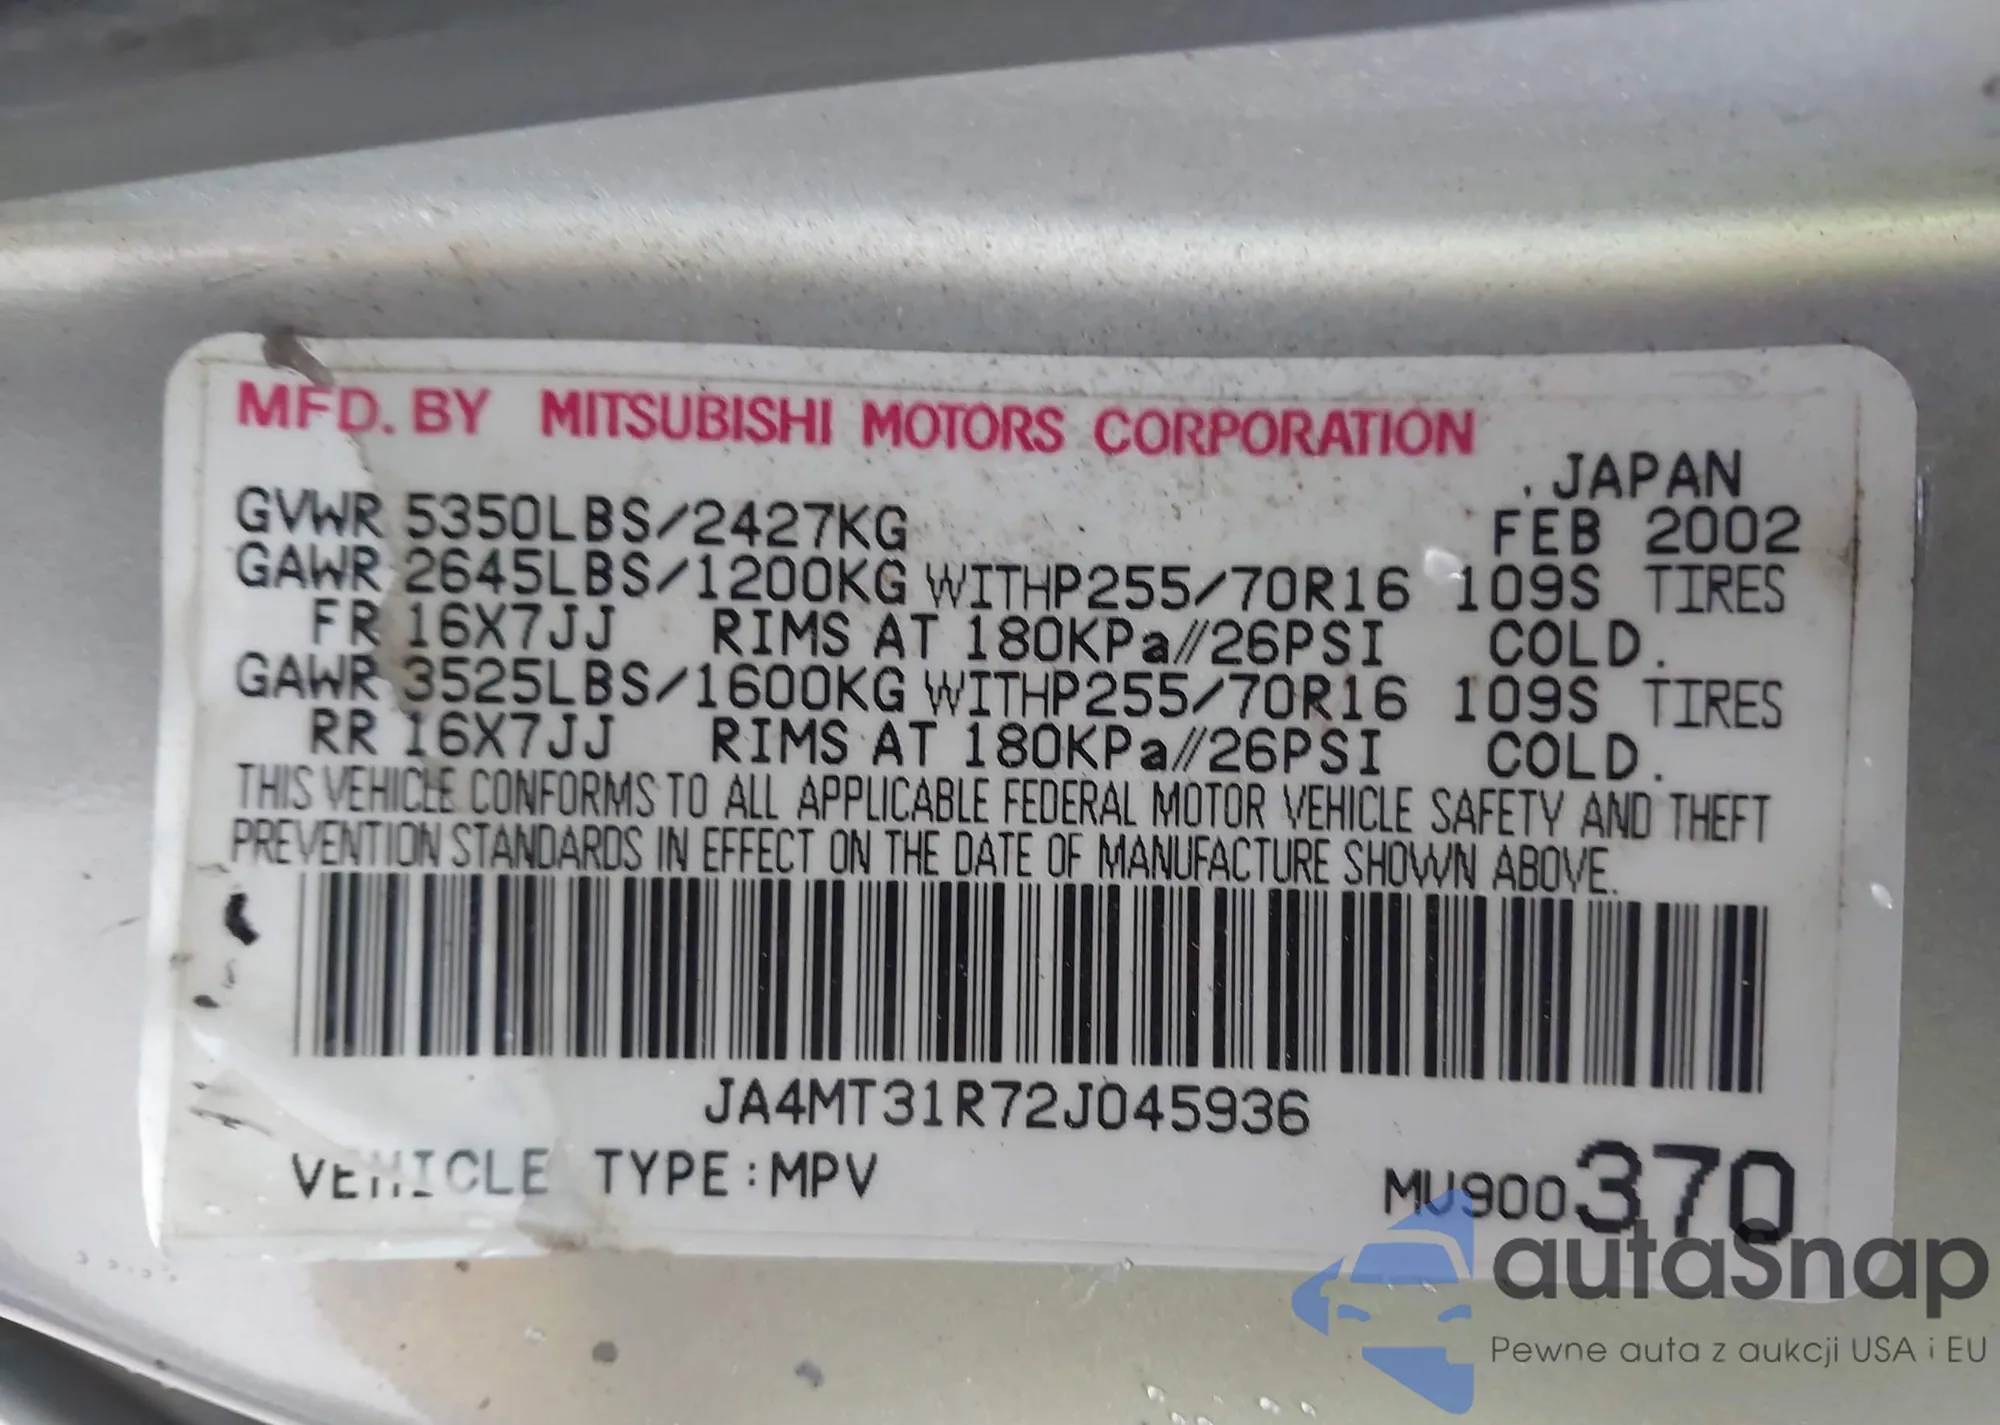 MFD. BY MITSUBISHI MOTORS CORPORATION
.JAPAN
GVWR 5350LBS/2427KG FEB 2002
GAWR 2645LBS/1200KG WITHP255/70R16 109S TIRES
FR 16X7JJ RIMS AT 180KPa//26PSI COLD.
GAWR 3525LBS/1600KG WITHP255/70R16 109S TIRES
RR 16X7JJ RIMS AT 180KPa//26PSI COLD.
THIS VEHICLE CONFORMS TO ALL APPLICABLE FEDERAL MOTOR VEHICLE SAFETY AND THEFT
PREVENTION STANDARDS IN EFFECT ON THE DATE OF MANUFACTURE SHOWN ABOVE.
JA4MT31R72J045936
VEHICLE TYPE:MPV MU900370
autaSnap
Pewne auta z aukcji USA i EU